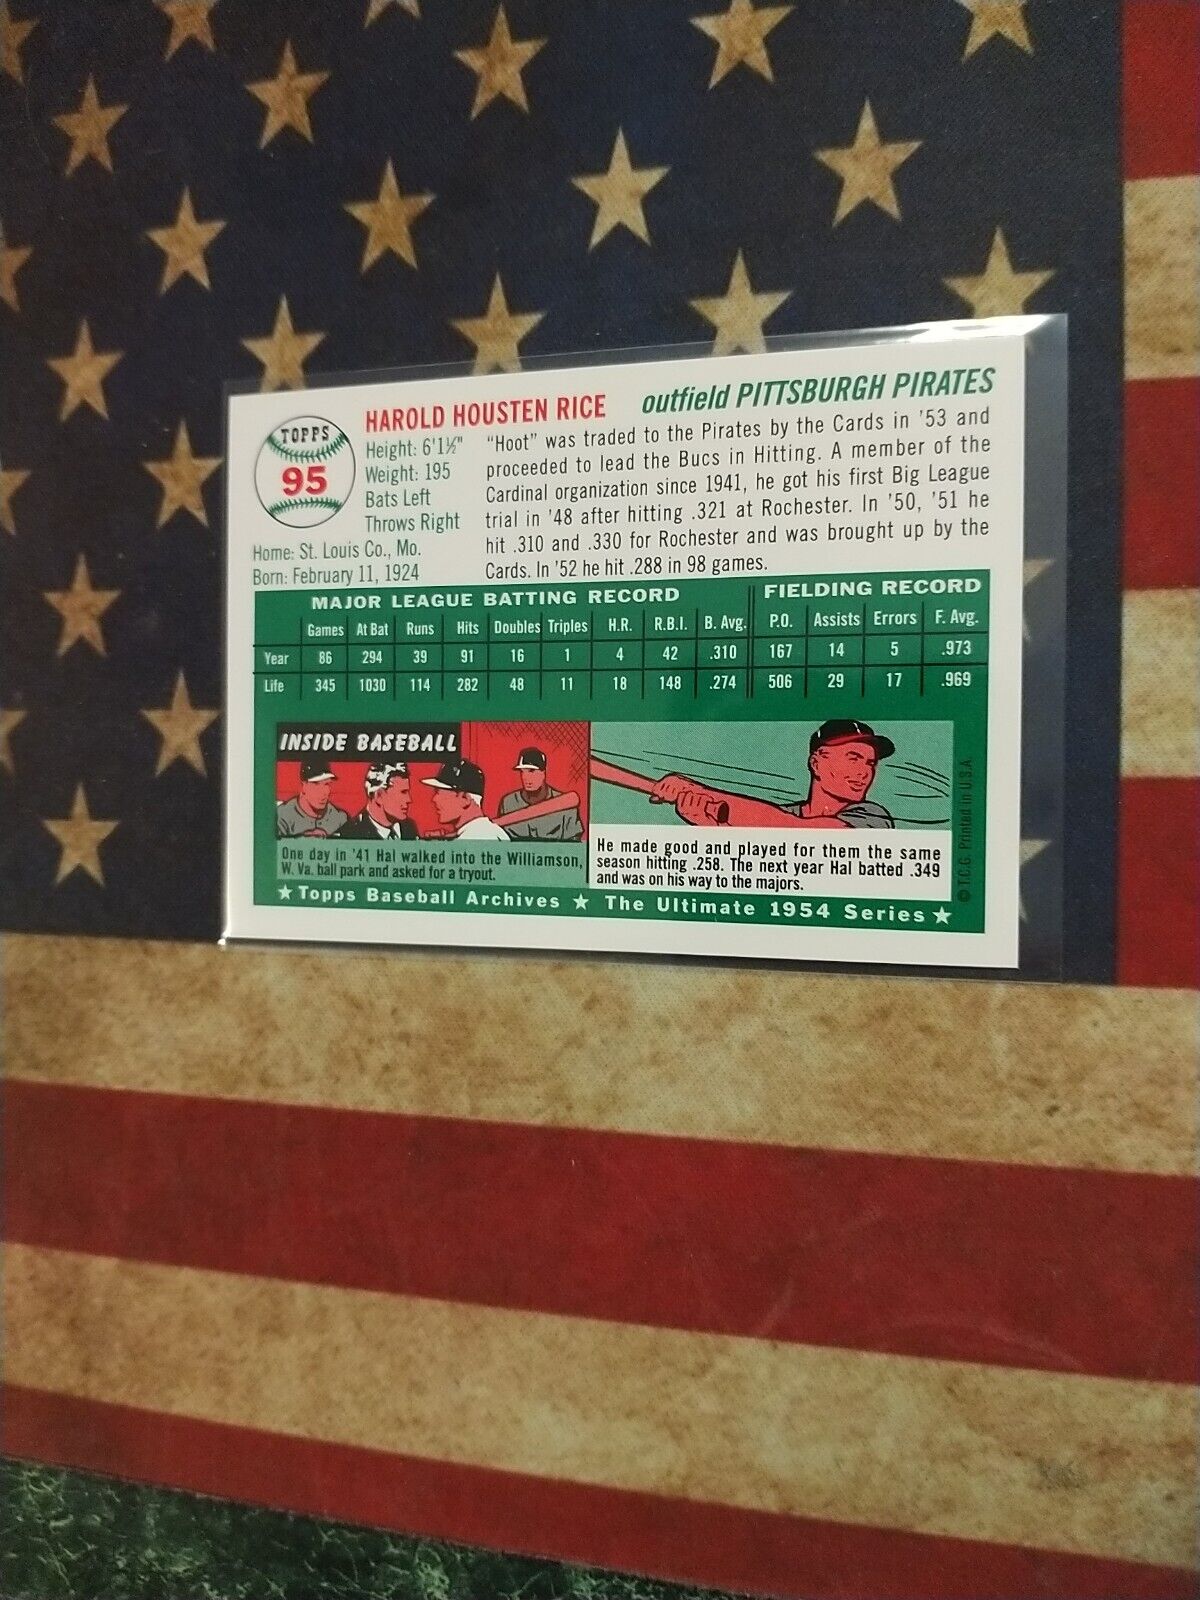 TOPPS
95
HAROLD HOUSTEN RICE
outfield PITTSBURGH PIRATES
Height: 6'1½"
Weight: 195
Bats Left
Throws Right
Home: St. Louis Co., Mo.
Born: February 11, 1924
"Hoot" was traded to the Pirates by the Cards in '53 and
proceeded to lead the Bucs in Hitting. A member of the
Cardinal organization since 1941, he got his first Big League
trial in '48 after hitting .321 at Rochester. In '50, '51 he
hit .310 and .330 for Rochester and was brought up by the
Cards. In '52 he hit .288 in 98 games.
MAJOR LEAGUE BATTING RECORD FIELDING RECORD
Games At Bat Runs Hits Doubles Triples H.R. R.B.I. B. Avg. P.O. Assists Errors F. Avg.
Year 86 294 39 91 16 1 4 42 .310 167 14 5 .973
Life 345 1030 114 282 48 11 18 148 .274 506 29 17 .969
INSIDE BASEBALL
One day in '41 Hal walked into the Williamson,
W. Va. ball park and asked for a tryout.
He made good and played for them the same
season hitting .258. The next year Hal batted .349
and was on his way to the majors.
© T.C.G. Printed in U.S.A.
★ Topps Baseball Archives ★ The Ultimate 1954 Series ★